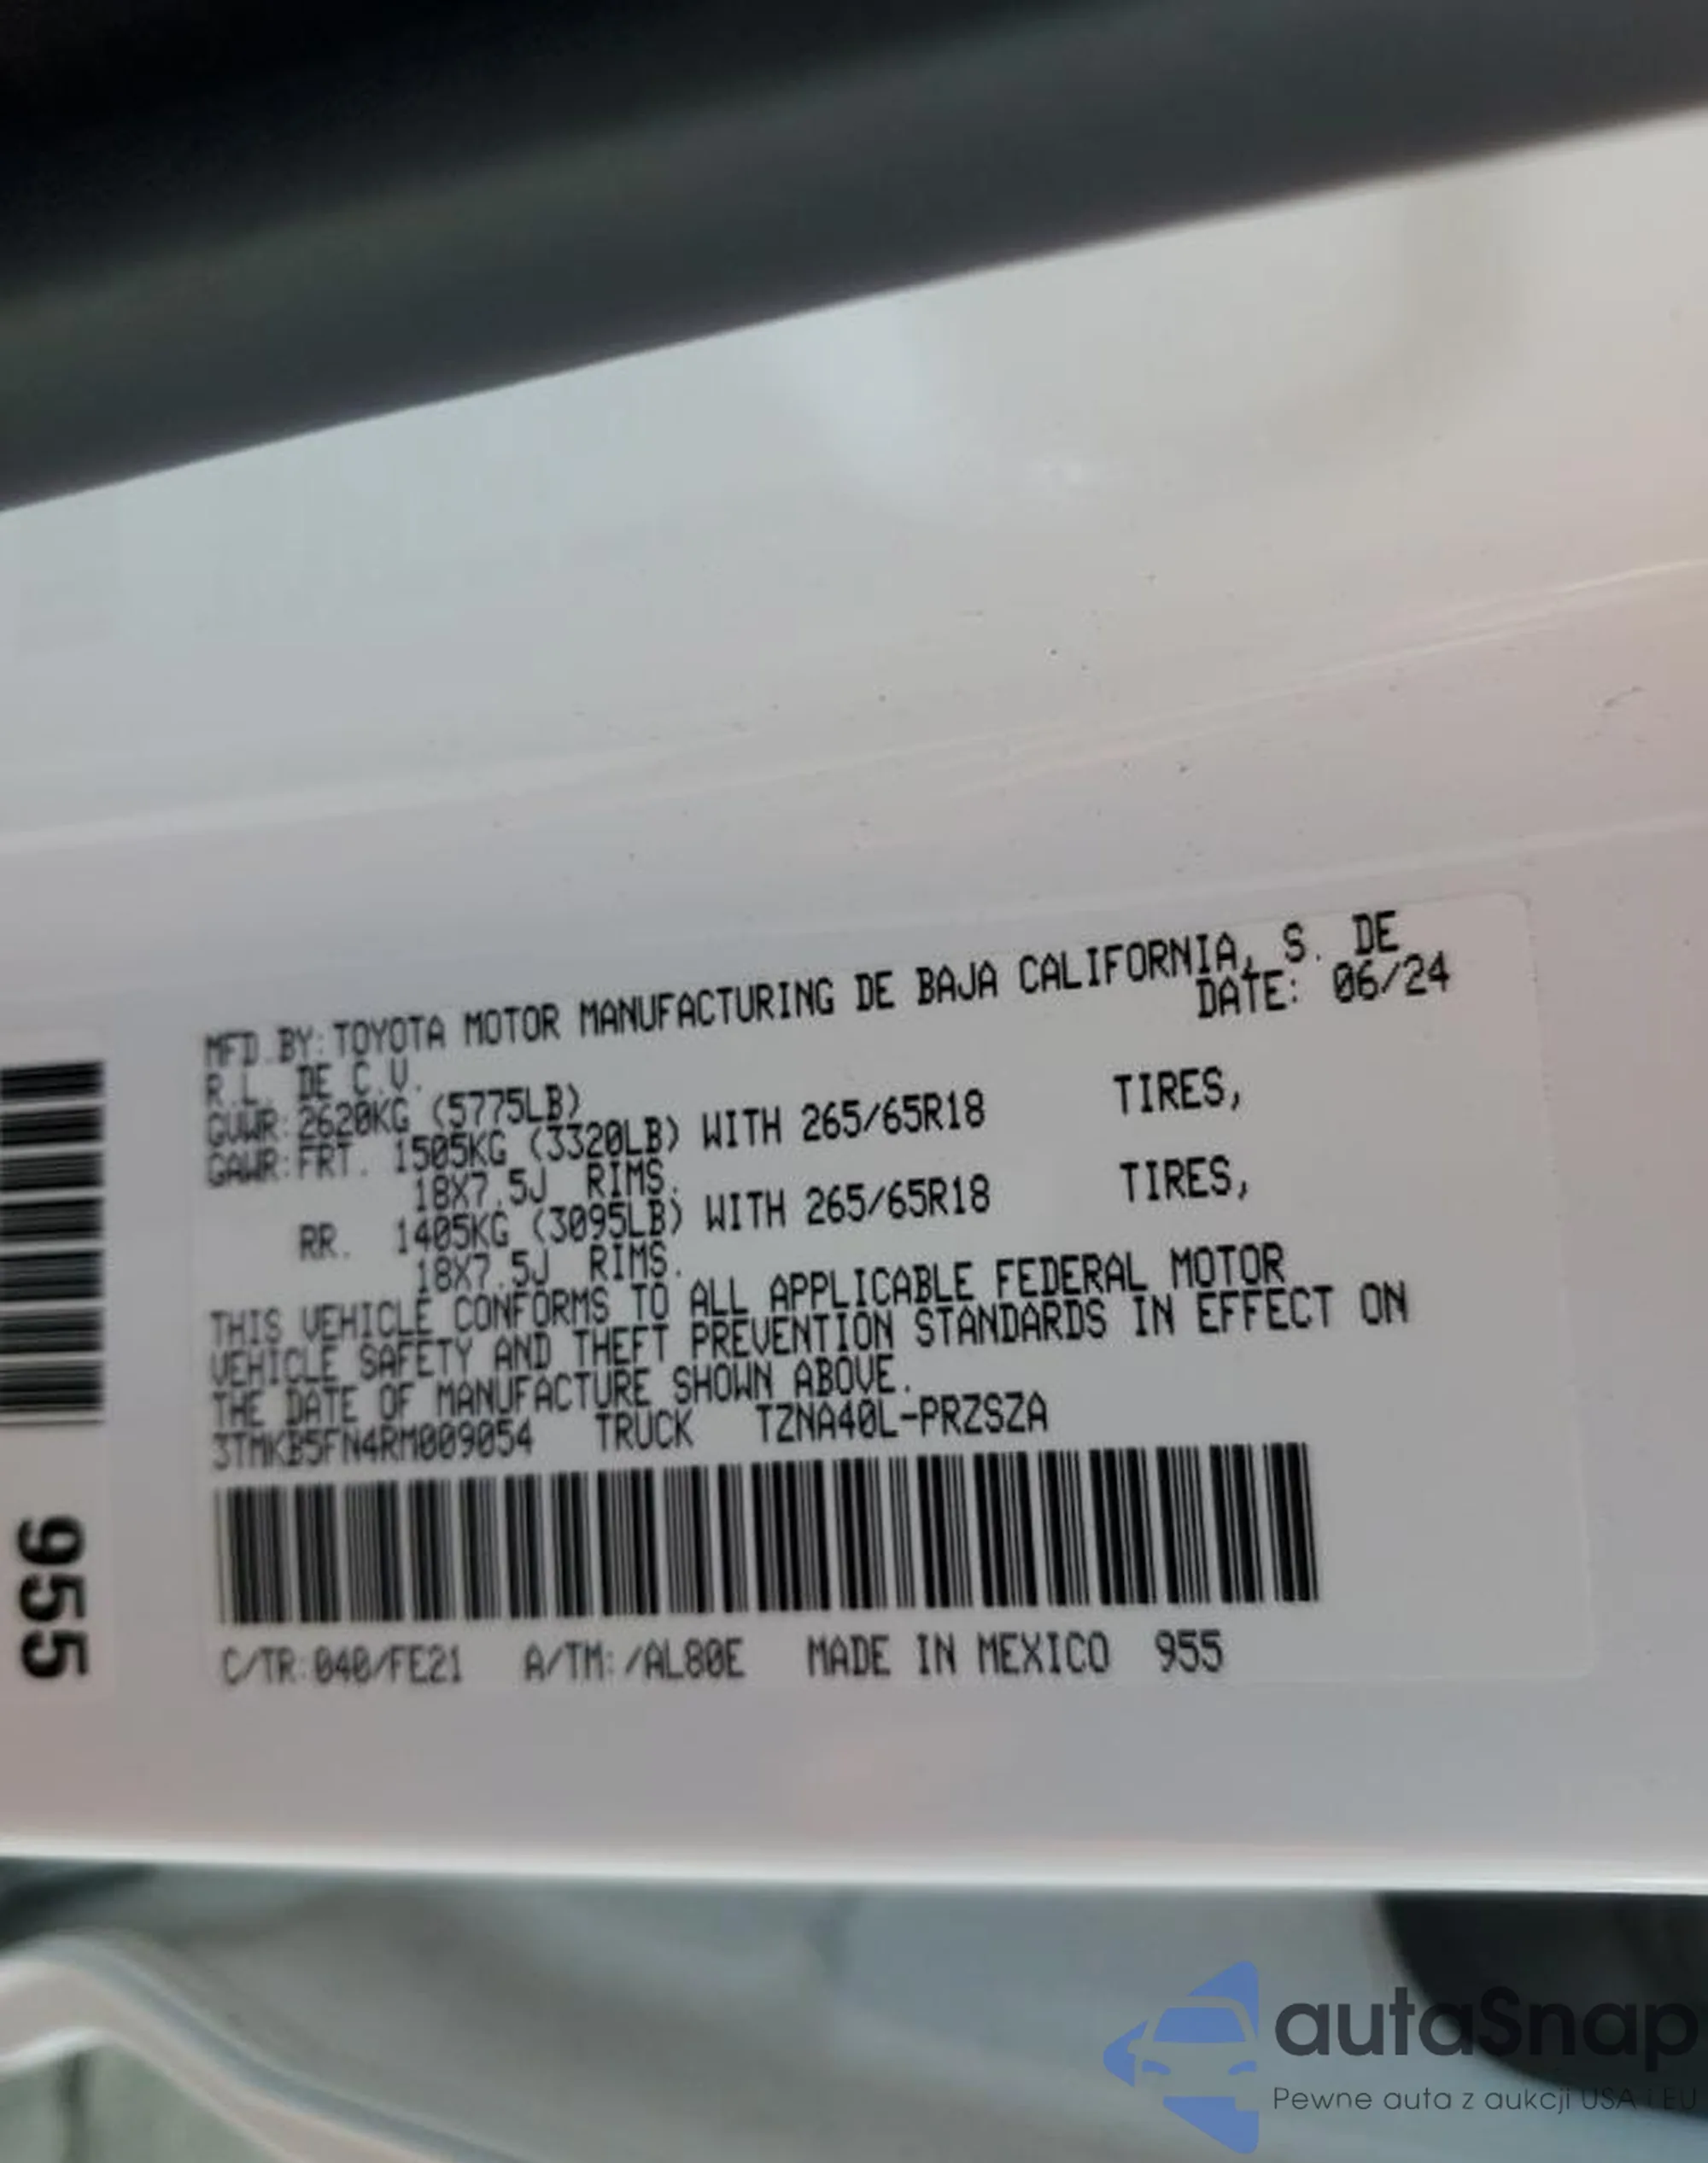 MFD.BY:TOYOTA MOTOR MANUFACTURING DE BAJA CALIFORNIA, S. DE
R.L. DE C.V. DATE: 06/24
GVWR:2620KG (5775LB)
GAWR:FRT. 1505KG (3320LB) WITH 265/65R18 TIRES,
18X7.5J RIMS.
RR. 1405KG (3095LB) WITH 265/65R18 TIRES,
18X7.5J RIMS.
THIS VEHICLE CONFORMS TO ALL APPLICABLE FEDERAL MOTOR
VEHICLE SAFETY AND THEFT PREVENTION STANDARDS IN EFFECT ON
THE DATE OF MANUFACTURE SHOWN ABOVE.
3TMKB5FN4RM009054 TRUCK TZNA40L-PRZSZA
C/TR:040/FE21 A/TM:/AL80E MADE IN MEXICO 955
955
autaSnap
Pewne auta z aukcji USA i EU